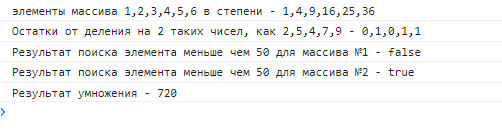 элементы массива 1,2,3,4,5,6 в степени - 1,4,9,16,25,36
Остатки от деления на 2 таких чисел, как 2,5,4,7,9 - 0,1,0,1,1
Результат поиска элемента меньше чем 50 для массива №1 - false
Результат поиска элемента меньше чем 50 для массива №2 - true
Результат умножения - 720